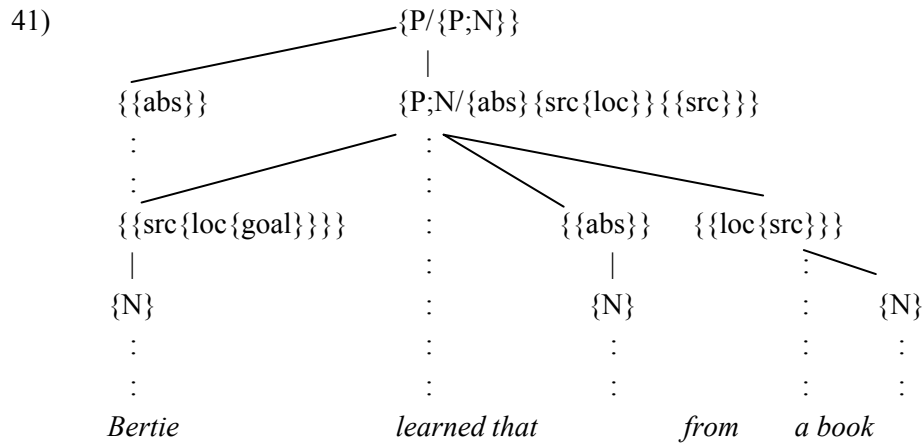 41) {P/{P;N}}
|
{{abs}} {P;N/{abs}{src{loc}}{{src}}}
: :
: :
{{src{loc{goal}}}} : {{abs}} {{loc{src}}}
| : | :
{N} : {N} : {N}
: : : : :
: : : : :
Bertie learned that from a book